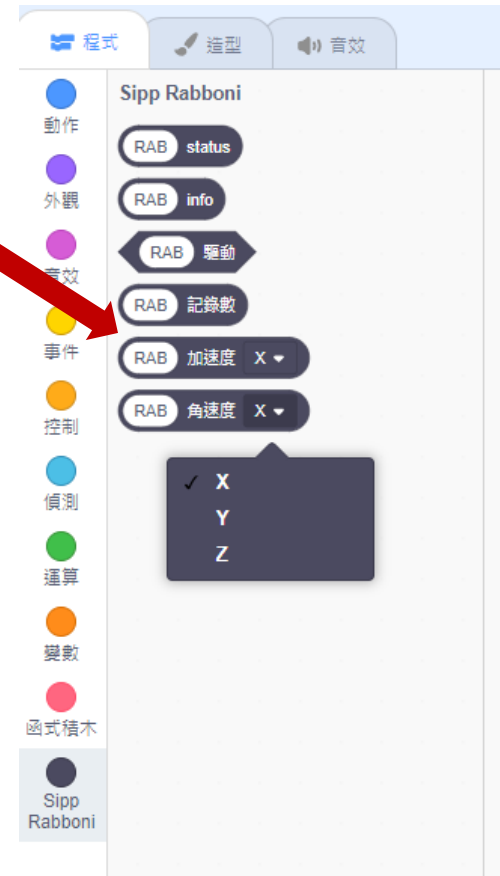 程式
造型
音效
動作
外觀
音效
事件
控制
偵測
運算
變數
函式積木
Sipp
Rabboni
Sipp Rabboni
RAB status
RAB info
RAB 驅動
RAB 記錄數
RAB 加速度 X
RAB 角速度 X
X
Y
Z